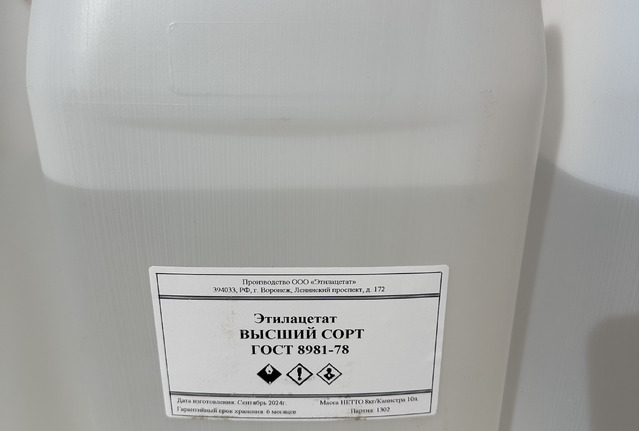 Производство ООО «Этилацетат»
394033, РФ, г. Воронеж, Ленинский проспект, д. 172
Этилацетат
ВЫСШИЙ СОРТ
ГОСТ 8981-78
Дата изготовления: Сентябрь 2024г. Масса НЕТТО 8кг/Канистра 10л
Гарантийный срок хранения: 6 месяцев Партия: 1302